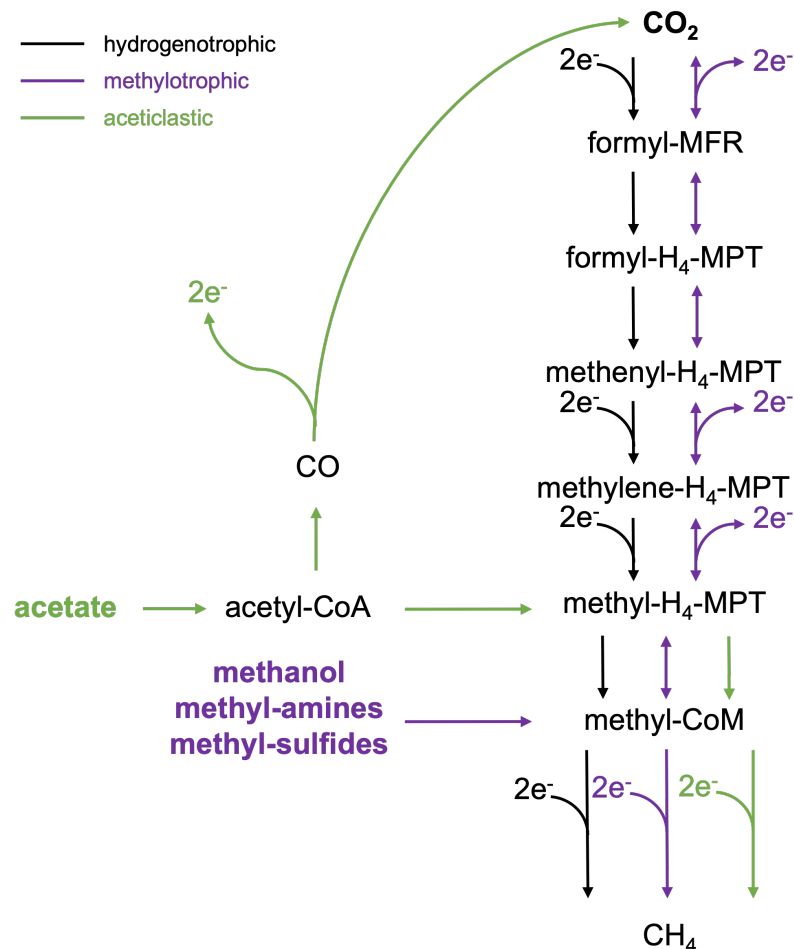 hydrogenotrophic
methylotrophic
aceticlastic
CO₂
2e⁻ 2e⁻
formyl-MFR
formyl-H₄-MPT
2e⁻
methenyl-H₄-MPT
2e⁻ 2e⁻
CO
methylene-H₄-MPT
2e⁻ 2e⁻
acetate acetyl-CoA methyl-H₄-MPT
methanol
methyl-amines
methyl-sulfides
methyl-CoM
2e⁻ 2e⁻ 2e⁻
CH₄